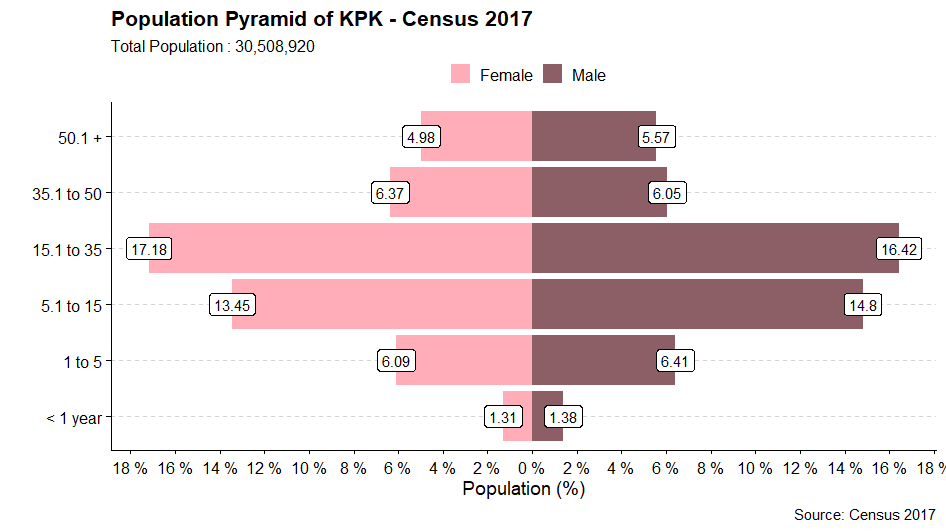 Population Pyramid of KPK - Census 2017
Total Population : 30,508,920
Female Male
50.1 + 4.98 5.57
35.1 to 50 6.37 6.05
15.1 to 35 17.18 16.42
5.1 to 15 13.45 14.8
1 to 5 6.09 6.41
< 1 year 1.31 1.38
18 % 16 % 14 % 12 % 10 % 8 % 6 % 4 % 2 % 0 % 2 % 4 % 6 % 8 % 10 % 12 % 14 % 16 % 18 %
Population (%)
Source: Census 2017